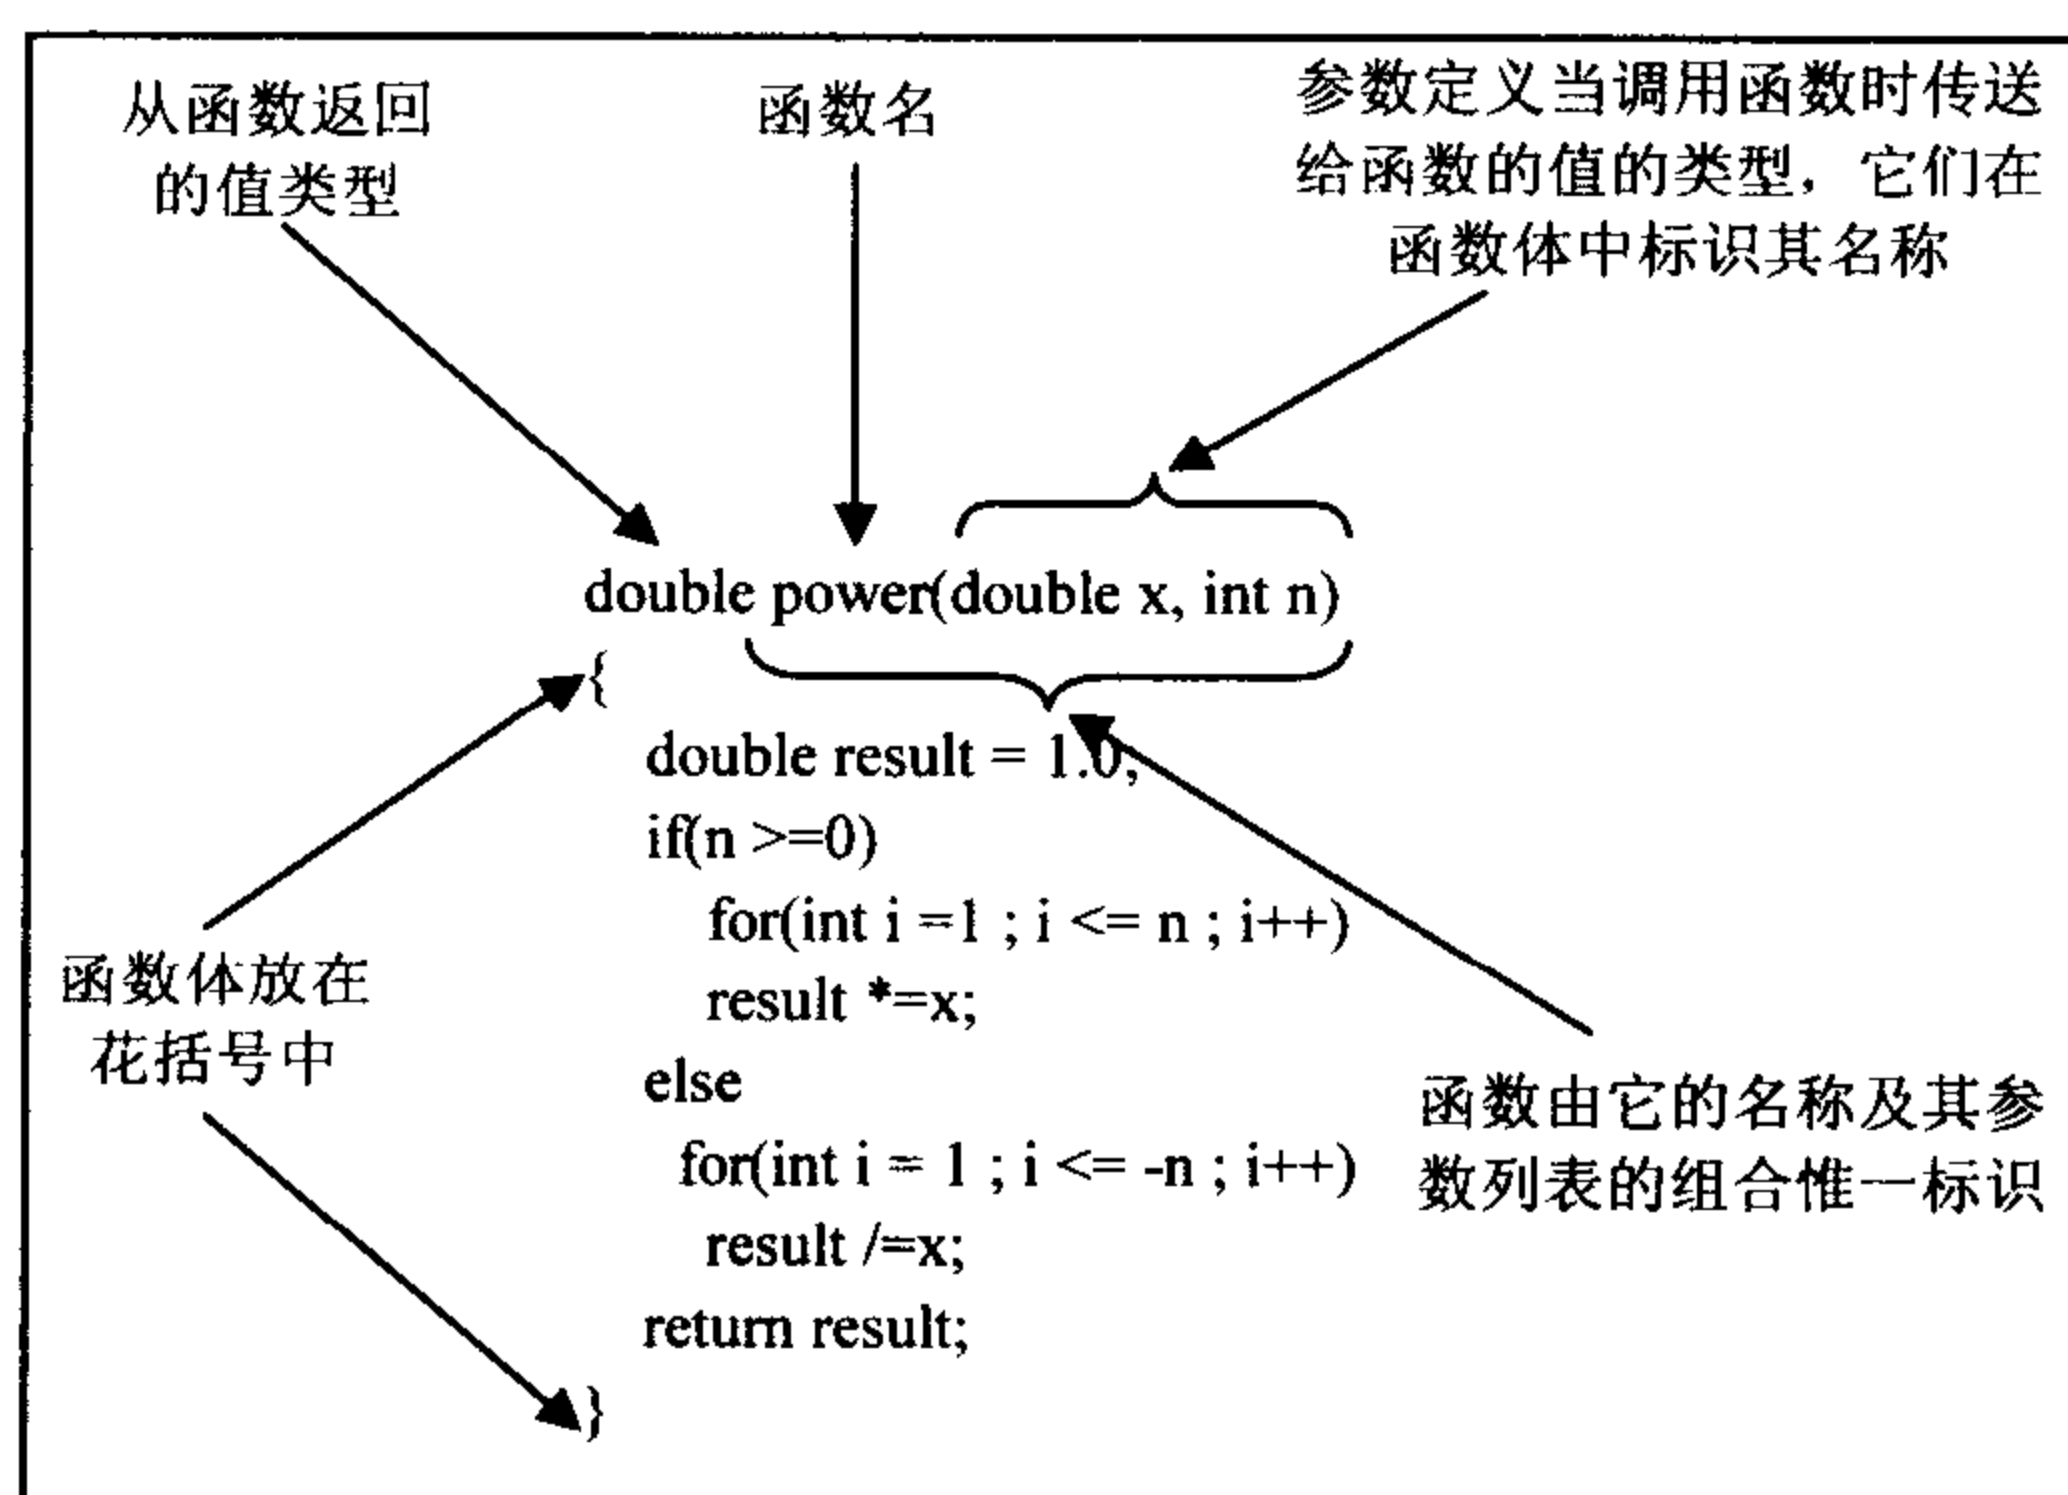 从函数返回
的值类型
函数名
参数定义当调用函数时传送
给函数的值的类型，它们在
函数体中标识其名称
double power(double x, int n)
{
double result = 1.0;
if(n >=0)
for(int i =1 ; i <= n ; i++)
result *=x;
else
for(int i = 1 ; i <= -n ; i++)
result /=x;
return result;
}
函数体放在
花括号中
函数由它的名称及其参
数列表的组合惟一标识